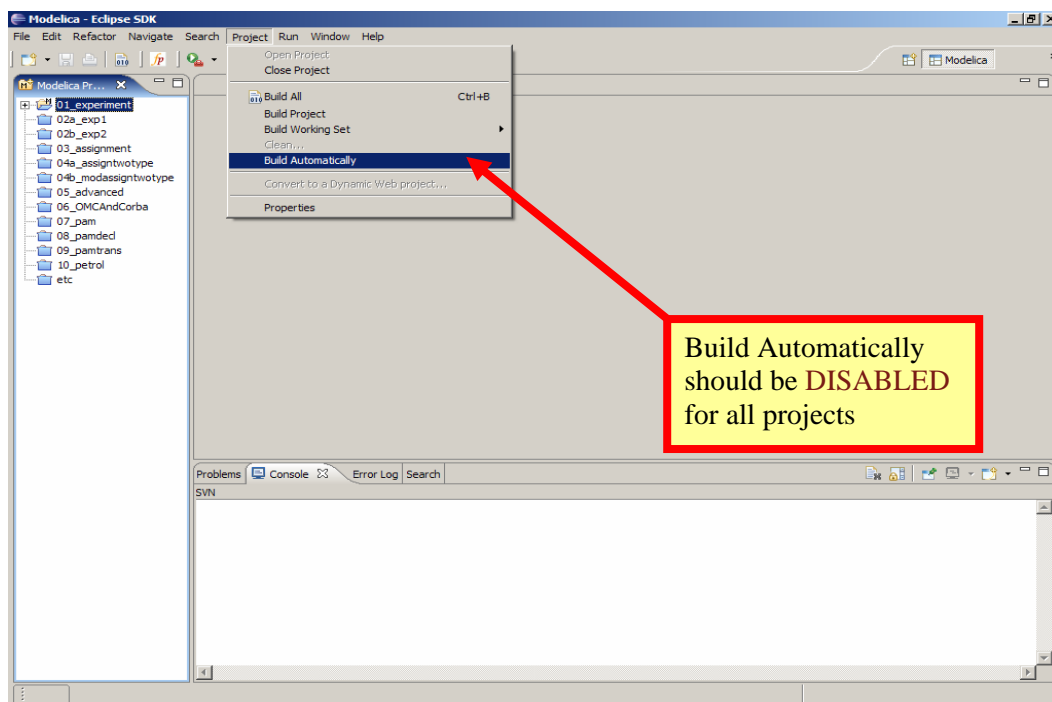 Modelica - Eclipse SDK
File Edit Refactor Navigate Search Project Run Window Help
Open Project
Close Project
Build All Ctrl+B
Build Project
Build Working Set
Clean...
Build Automatically
Convert to a Dynamic Web project...
Properties
Modelica
Modelica Pr...
01_experiment
02a_exp1
02b_exp2
03_assignment
04a_assigntwotype
04b_modassigntwotype
05_advanced
06_OMCAndCorba
07_pam
08_pamdecl
09_pamtrans
10_petrol
etc
Build Automatically
should be DISABLED
for all projects
Problems Console Error Log Search
SVN